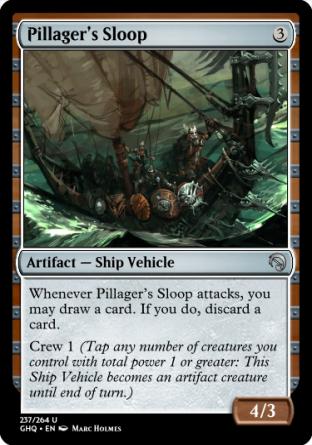 Pillager's Sloop 3
Artifact — Ship Vehicle
Whenever Pillager's Sloop attacks, you
may draw a card. If you do, discard a
card.
Crew 1 (Tap any number of creatures you
control with total power 1 or greater: This
Ship Vehicle becomes an artifact creature
until end of turn.)
4/3
237/264 U
GHQ • EN Marc Holmes